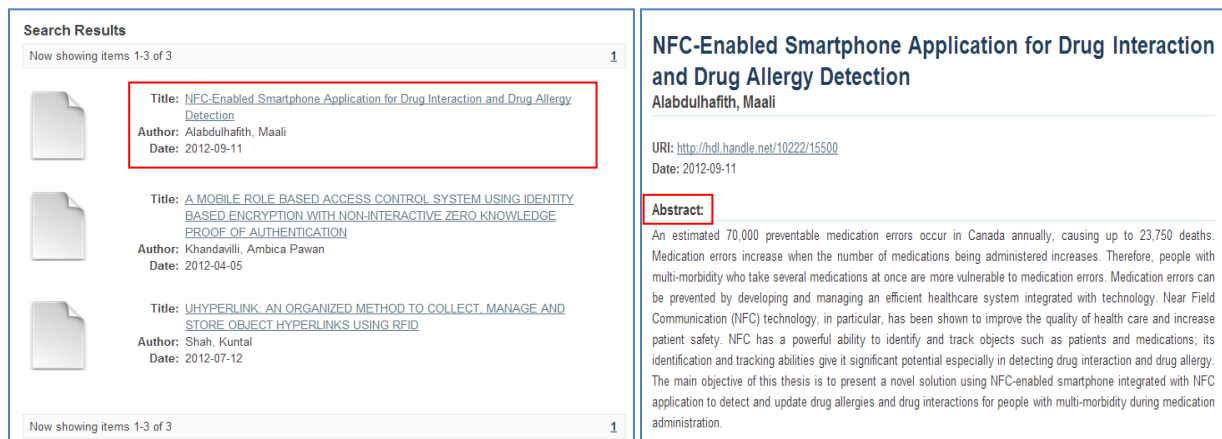 Search Results
Now showing items 1-3 of 3 1
Title: NFC-Enabled Smartphone Application for Drug Interaction and Drug Allergy
Detection
Author: Alabdulhafith, Maali
Date: 2012-09-11
Title: A MOBILE ROLE BASED ACCESS CONTROL SYSTEM USING IDENTITY
BASED ENCRYPTION WITH NON-INTERACTIVE ZERO KNOWLEDGE
PROOF OF AUTHENTICATION
Author: Khandavilli, Ambica Pawan
Date: 2012-04-05
Title: UHYPERLINK: AN ORGANIZED METHOD TO COLLECT, MANAGE AND
STORE OBJECT HYPERLINKS USING RFID
Author: Shah, Kuntal
Date: 2012-07-12
Now showing items 1-3 of 3 1
NFC-Enabled Smartphone Application for Drug Interaction
and Drug Allergy Detection
Alabdulhafith, Maali
URI: http://hdl.handle.net/10222/15500
Date: 2012-09-11
Abstract:
An estimated 70,000 preventable medication errors occur in Canada annually, causing up to 23,750 deaths.
Medication errors increase when the number of medications being administered increases. Therefore, people with
multi-morbidity who take several medications at once are more vulnerable to medication errors. Medication errors can
be prevented by developing and managing an efficient healthcare system integrated with technology. Near Field
Communication (NFC) technology, in particular, has been shown to improve the quality of health care and increase
patient safety. NFC has a powerful ability to identify and track objects such as patients and medications; its
identification and tracking abilities give it significant potential especially in detecting drug interaction and drug allergy.
The main objective of this thesis is to present a novel solution using NFC-enabled smartphone integrated with NFC
application to detect and update drug allergies and drug interactions for people with multi-morbidity during medication
administration.